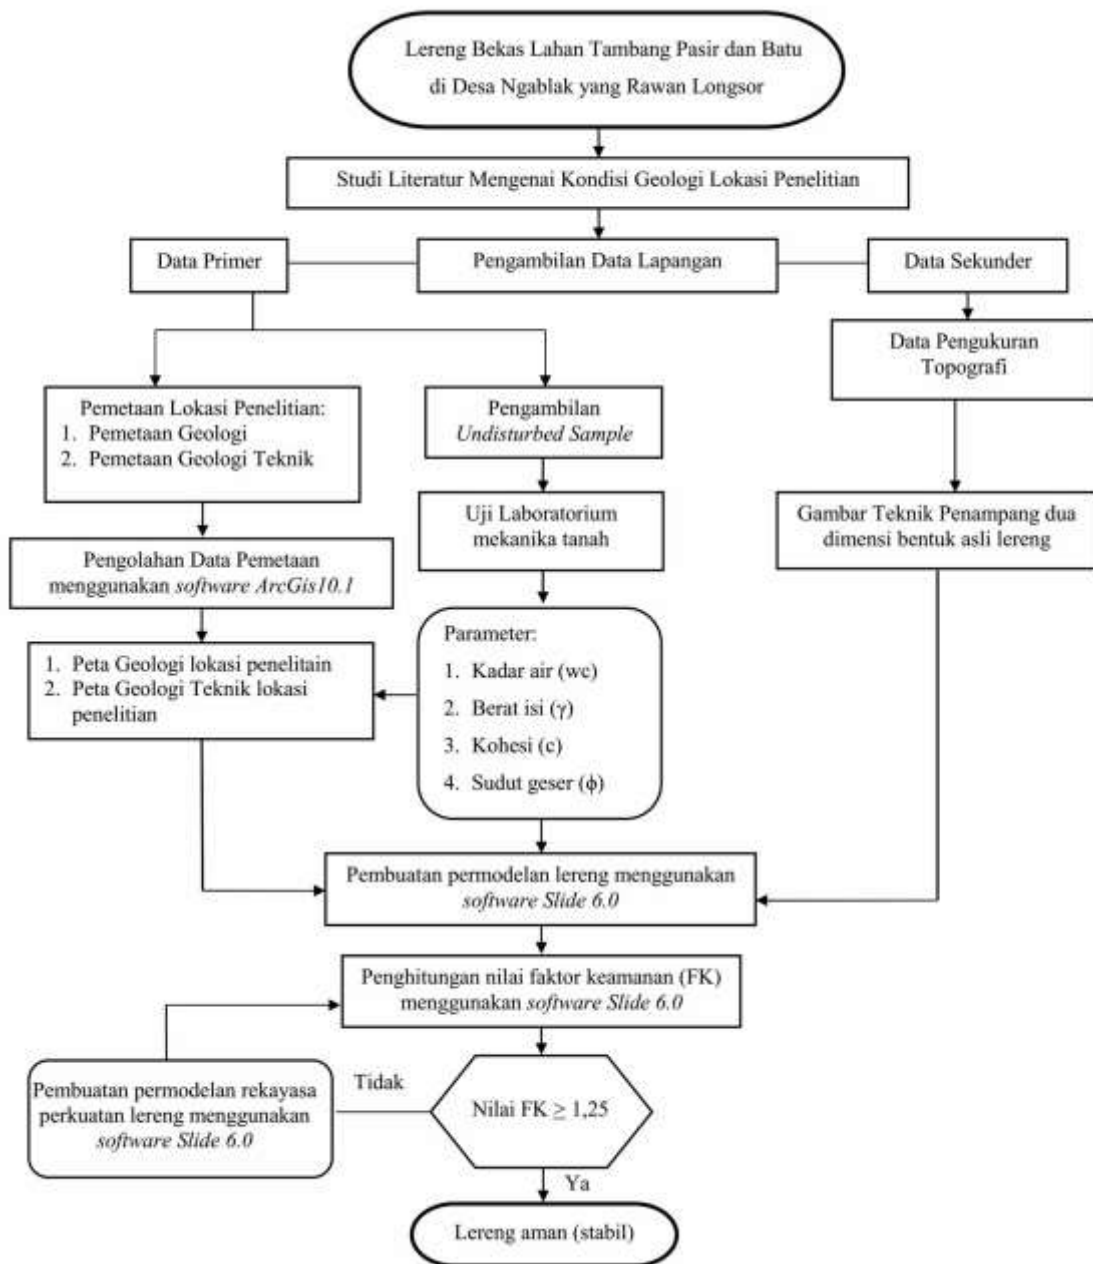 Lereng Bekas Lahan Tambang Pasir dan Batu
di Desa Ngablak yang Rawan Longsor
Studi Literatur Mengenai Kondisi Geologi Lokasi Penelitian
Data Primer
Pengambilan Data Lapangan
Data Sekunder
Data Pengukuran
Topografi
Pemetaan Lokasi Penelitian:
1. Pemetaan Geologi
2. Pemetaan Geologi Teknik
Pengambilan
Undisturbed Sample
Uji Laboratorium
mekanika tanah
Gambar Teknik Penampang dua
dimensi bentuk asli lereng
Pengolahan Data Pemetaan
menggunakan software ArcGis10.1
1. Peta Geologi lokasi penelitain
2. Peta Geologi Teknik lokasi
penelitian
Parameter:
1. Kadar air (wc)
2. Berat isi (γ)
3. Kohesi (c)
4. Sudut geser (ϕ)
Pembuatan permodelan lereng menggunakan
software Slide 6.0
Penghitungan nilai faktor keamanan (FK)
menggunakan software Slide 6.0
Pembuatan permodelan rekayasa
perkuatan lereng menggunakan
software Slide 6.0
Tidak
Nilai FK ≥ 1,25
Ya
Lereng aman (stabil)